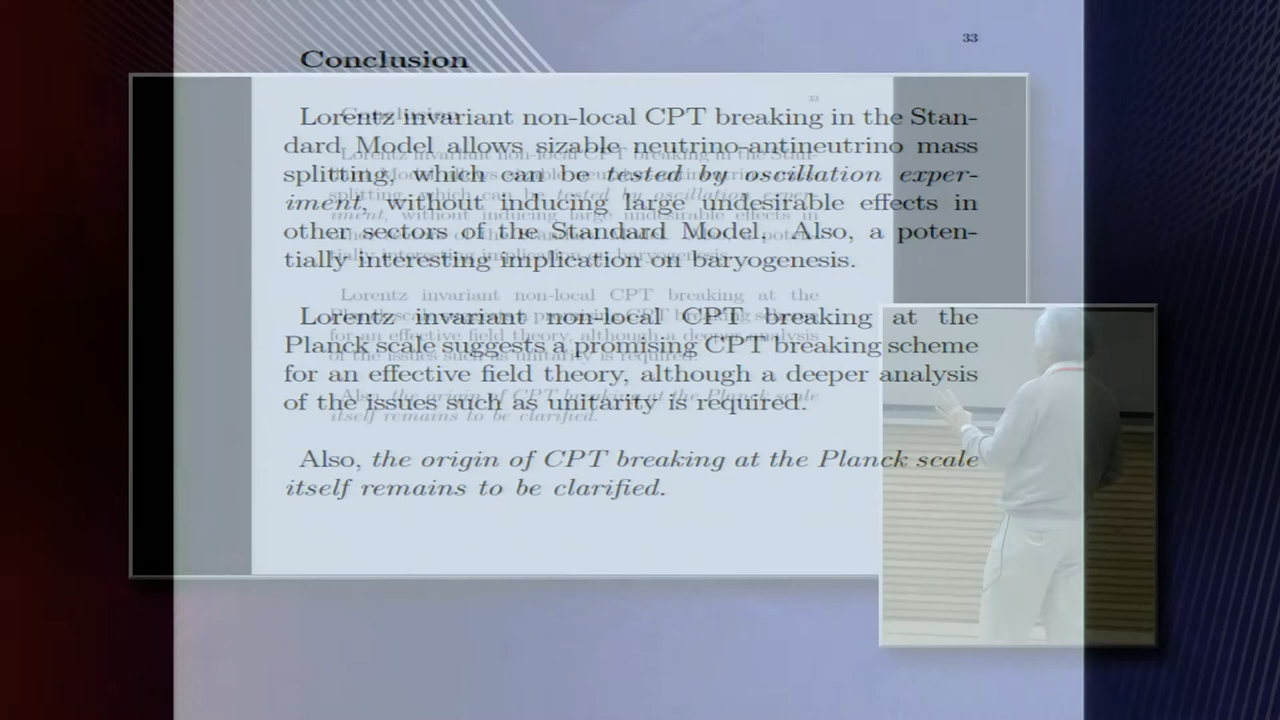 33
Conclusion
Lorentz invariant non-local CPT breaking in the Stan-
dard Model allows sizable neutrino-antineutrino mass
splitting, which can be tested by oscillation exper-
iment, without inducing large undesirable effects in
other sectors of the Standard Model. Also, a poten-
tially interesting implication on baryogenesis.
Lorentz invariant non-local CPT breaking at the
Planck scale suggests a promising CPT breaking scheme
for an effective field theory, although a deeper analysis
of the issues such as unitarity is required.
Also, the origin of CPT breaking at the Planck scale
itself remains to be clarified.